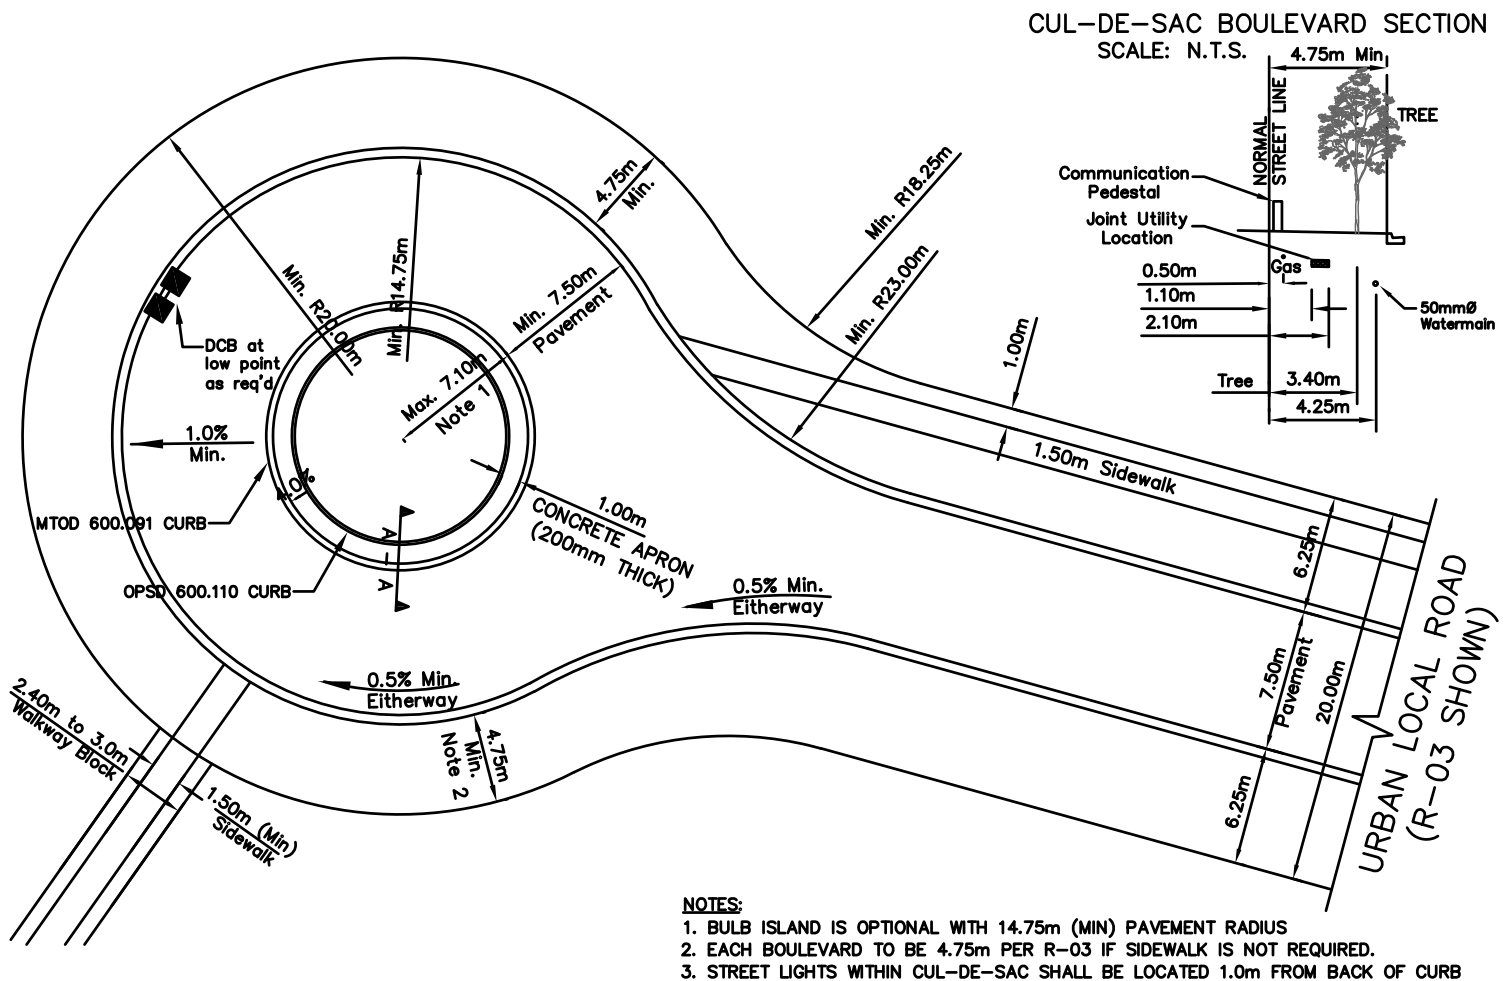 CUL-DE-SAC BOULEVARD SECTION
SCALE: N.T.S.
4.75m Min
NORMAL
STREET LINE
TREE
Communication
Pedestal
Joint Utility
Location
Gas
0.50m
1.10m
2.10m
50mmØ
Watermain
Tree
3.40m
4.25m
4.75m
Min.
Min. R18.25m
Min. R23.00m
Min. R20.00m
Min. R14.75m
Min. 7.50m
Pavement
1.00m
DCB at
low point
as req'd
Max. 7.10m
Note 1
1.0%
Min.
1.50m Sidewalk
4.0%
MTOD 600.091 CURB
1.00m
CONCRETE APRON
(200mm THICK)
A
A
OPSD 600.110 CURB
0.5% Min.
Eitherway
0.5% Min.
Eitherway
6.25m
7.50m
Pavement
20.00m
6.25m
URBAN LOCAL ROAD
(R-03 SHOWN)
2.40m to 3.0m
Walkway Block
4.75m
Min.
Note 2
1.50m (Min)
Sidewalk
NOTES:
1. BULB ISLAND IS OPTIONAL WITH 14.75m (MIN) PAVEMENT RADIUS
2. EACH BOULEVARD TO BE 4.75m PER R-03 IF SIDEWALK IS NOT REQUIRED.
3. STREET LIGHTS WITHIN CUL-DE-SAC SHALL BE LOCATED 1.0m FROM BACK OF CURB